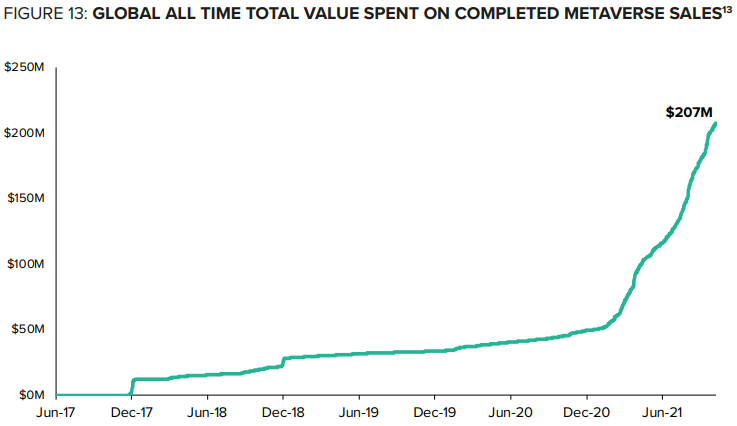 FIGURE 13: GLOBAL ALL TIME TOTAL VALUE SPENT ON COMPLETED METAVERSE SALES¹³
$250M
$207M
$200M
$150M
$100M
$50M
$0M
Jun-17 Dec-17 Jun-18 Dec-18 Jun-19 Dec-19 Jun-20 Dec-20 Jun-21